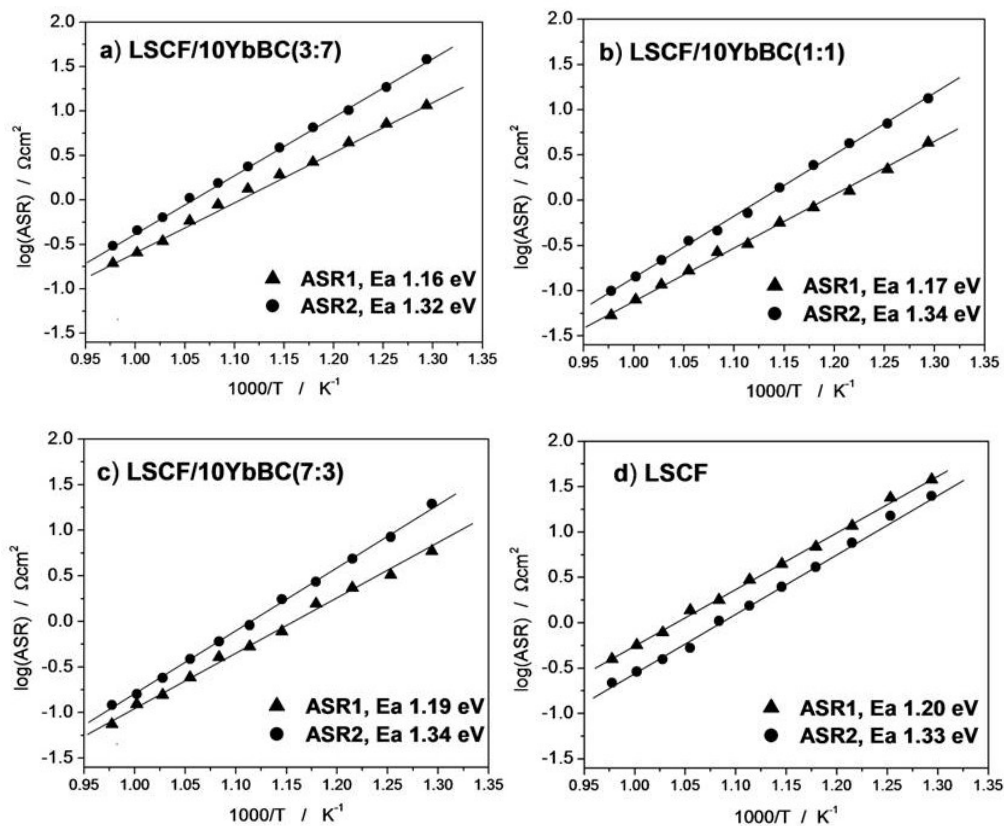 a) LSCF/10YbBC(3:7)
2.0
1.5
1.0
0.5
0.0
-0.5
-1.0
-1.5
log(ASR) / Ωcm²
ASR1, Ea 1.16 eV
ASR2, Ea 1.32 eV
0.95 1.00 1.05 1.10 1.15 1.20 1.25 1.30 1.35
1000/T / K⁻¹
b) LSCF/10YbBC(1:1)
2.0
1.5
1.0
0.5
0.0
-0.5
-1.0
-1.5
log(ASR) / Ωcm²
ASR1, Ea 1.17 eV
ASR2, Ea 1.34 eV
0.95 1.00 1.05 1.10 1.15 1.20 1.25 1.30 1.35
1000/T / K⁻¹
c) LSCF/10YbBC(7:3)
2.0
1.5
1.0
0.5
0.0
-0.5
-1.0
-1.5
log(ASR) / Ωcm²
ASR1, Ea 1.19 eV
ASR2, Ea 1.34 eV
0.95 1.00 1.05 1.10 1.15 1.20 1.25 1.30 1.35
1000/T / K⁻¹
d) LSCF
2.0
1.5
1.0
0.5
0.0
-0.5
-1.0
-1.5
log(ASR) / Ωcm²
ASR1, Ea 1.20 eV
ASR2, Ea 1.33 eV
0.95 1.00 1.05 1.10 1.15 1.20 1.25 1.30 1.35
1000/T / K⁻¹